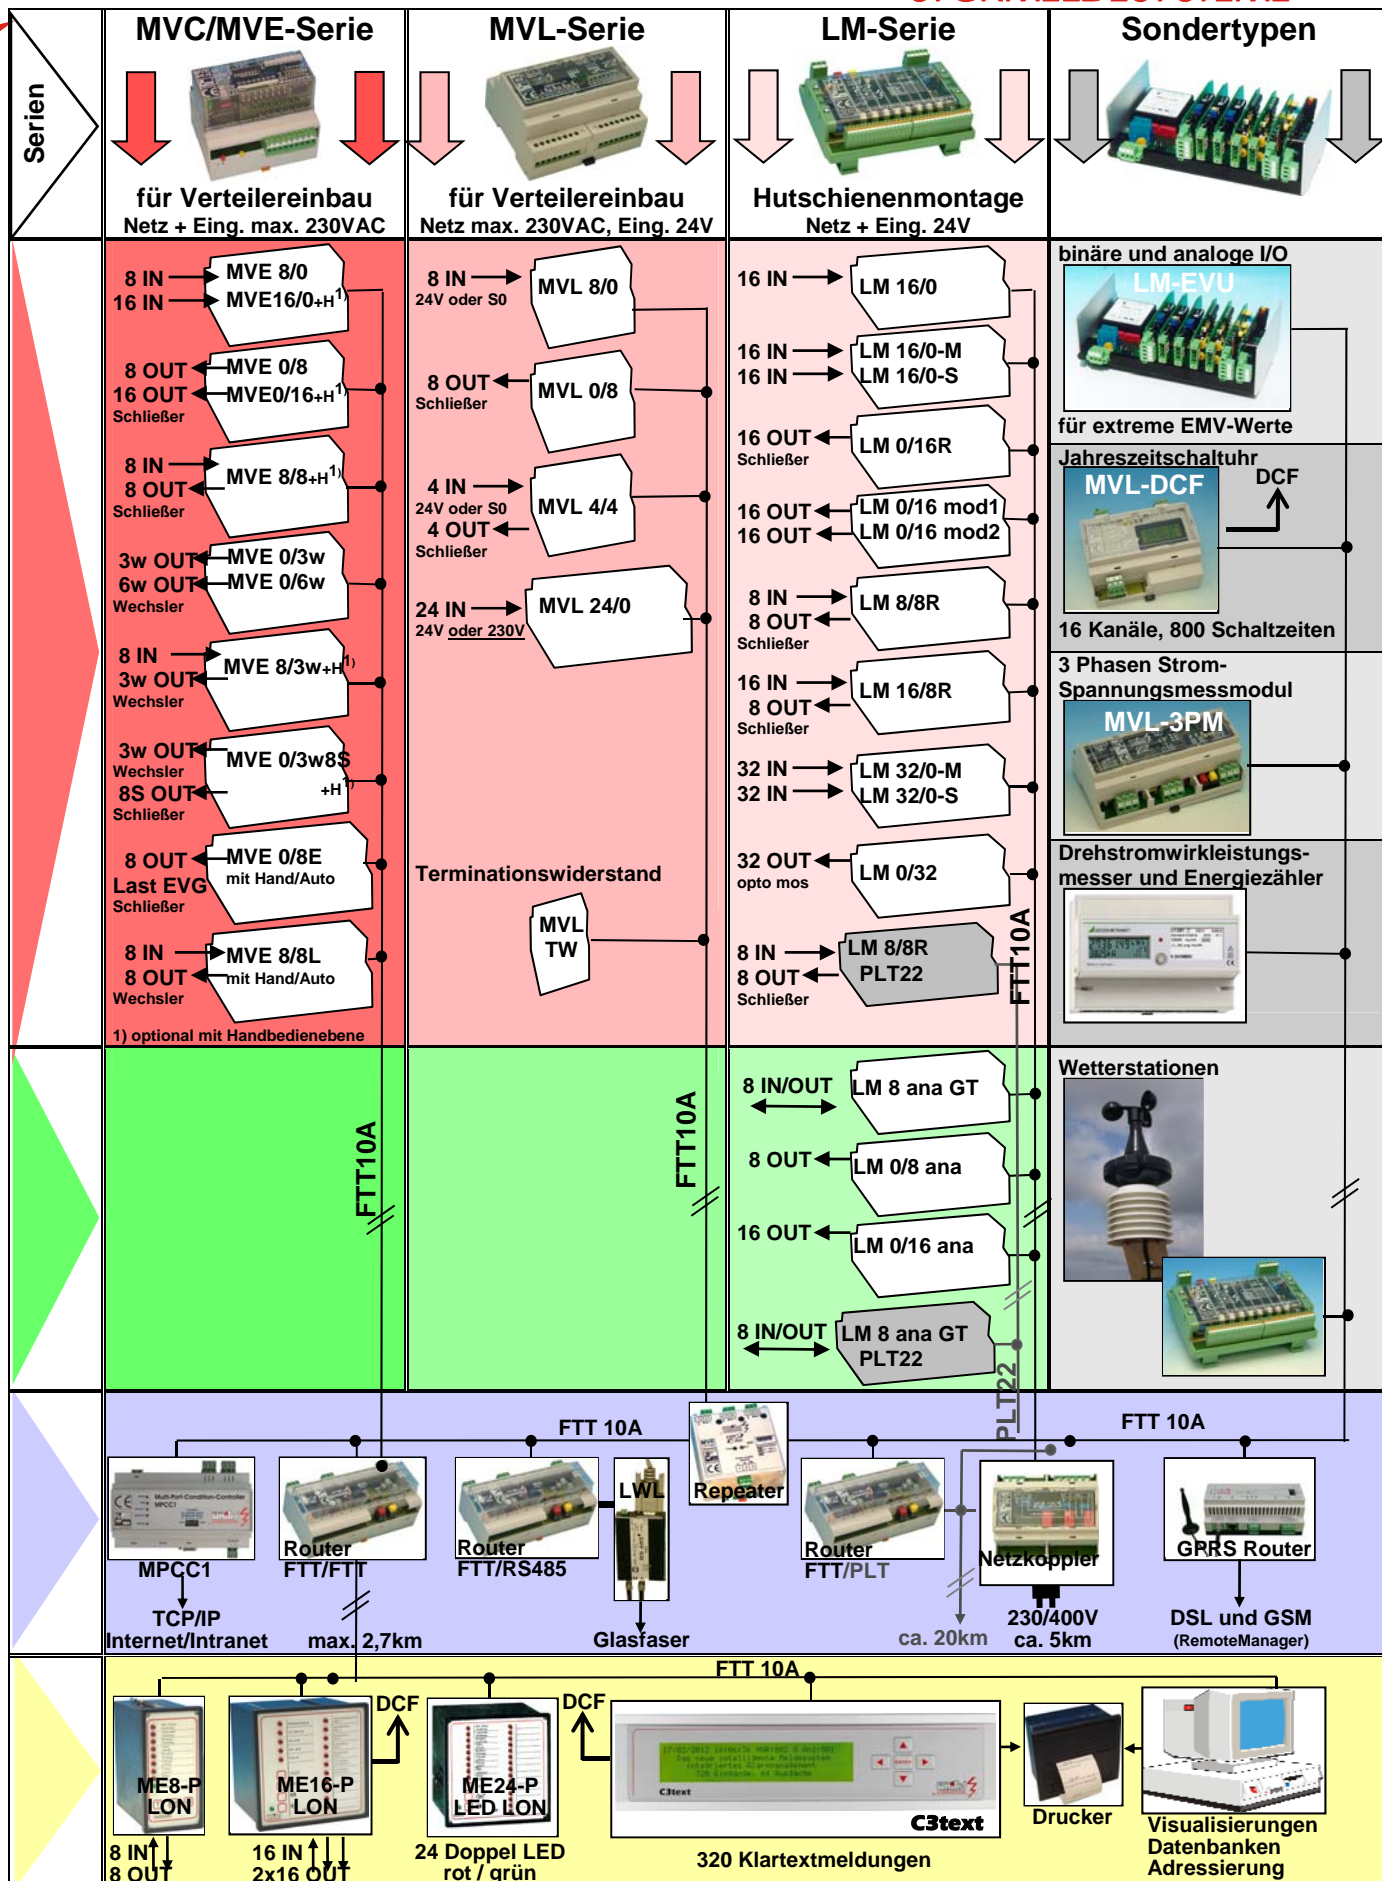 Serien
MVC/MVE-Serie
für Verteilereinbau
Netz + Eing. max. 230VAC
MVL-Serie
für Verteilereinbau
Netz max. 230VAC, Eing. 24V
LM-Serie
Hutschienenmontage
Netz + Eing. 24V
Sondertypen
8 IN
16 IN
MVE 8/0
MVE16/0+H1)
8 OUT
16 OUT
Schließer
MVE 0/8
MVE0/16+H1)
8 IN
8 OUT
Schließer
MVE 8/8+H1)
3w OUT
6w OUT
Wechsler
MVE 0/3w
MVE 0/6w
8 IN
3w OUT
Wechsler
MVE 8/3w+H1)
3w OUT
Wechsler
8S OUT
Schließer
MVE 0/3w8S
+H1)
8 OUT
Last EVG
Schließer
MVE 0/8E
mit Hand/Auto
8 IN
8 OUT
Wechsler
MVE 8/8L
mit Hand/Auto
1) optional mit Handbedienebene
FTT10A
8 IN
24V oder S0
MVL 8/0
8 OUT
Schließer
MVL 0/8
4 IN
24V oder S0
4 OUT
Schließer
MVL 4/4
24 IN
24V oder 230V
MVL 24/0
Terminationswiderstand
MVL
TW
FTT10A
16 IN
LM 16/0
16 IN
16 IN
LM 16/0-M
LM 16/0-S
16 OUT
Schließer
LM 0/16R
16 OUT
16 OUT
LM 0/16 mod1
LM 0/16 mod2
8 IN
8 OUT
Schließer
LM 8/8R
16 IN
8 OUT
Schließer
LM 16/8R
32 IN
32 IN
LM 32/0-M
LM 32/0-S
32 OUT
opto mos
LM 0/32
8 IN
8 OUT
Schließer
LM 8/8R
PLT22
FTT10A
8 IN/OUT
LM 8 ana GT
8 OUT
LM 0/8 ana
16 OUT
LM 0/16 ana
8 IN/OUT
LM 8 ana GT
PLT22
PLT22
binäre und analoge I/O
LM-EVU
für extreme EMV-Werte
Jahreszeitschaltuhr
MVL-DCF
DCF
16 Kanäle, 800 Schaltzeiten
3 Phasen Strom-
Spannungsmessmodul
MVL-3PM
Drehstromwirkleistungs-
messer und Energiezähler
Wetterstationen
FTT 10A
FTT 10A
Multi-Port-Condition-Controller
MPCC1
MPCC1
TCP/IP
Internet/Intranet
Router
FTT/FTT
max. 2,7km
Router
FTT/RS485
LWL
Glasfaser
Repeater
Router
FTT/PLT
ca. 20km
Netzkoppler
230/400V
ca. 5km
GPRS Router
DSL und GSM
(RemoteManager)
FTT 10A
ME8-P
LON
8 IN
8 OUT
ME16-P
LON
16 IN
2x16 OUT
DCF
ME24-P
LED LON
24 Doppel LED
rot / grün
DCF
C3text
C3text
320 Klartextmeldungen
Drucker
Visualisierungen
Datenbanken
Adressierung